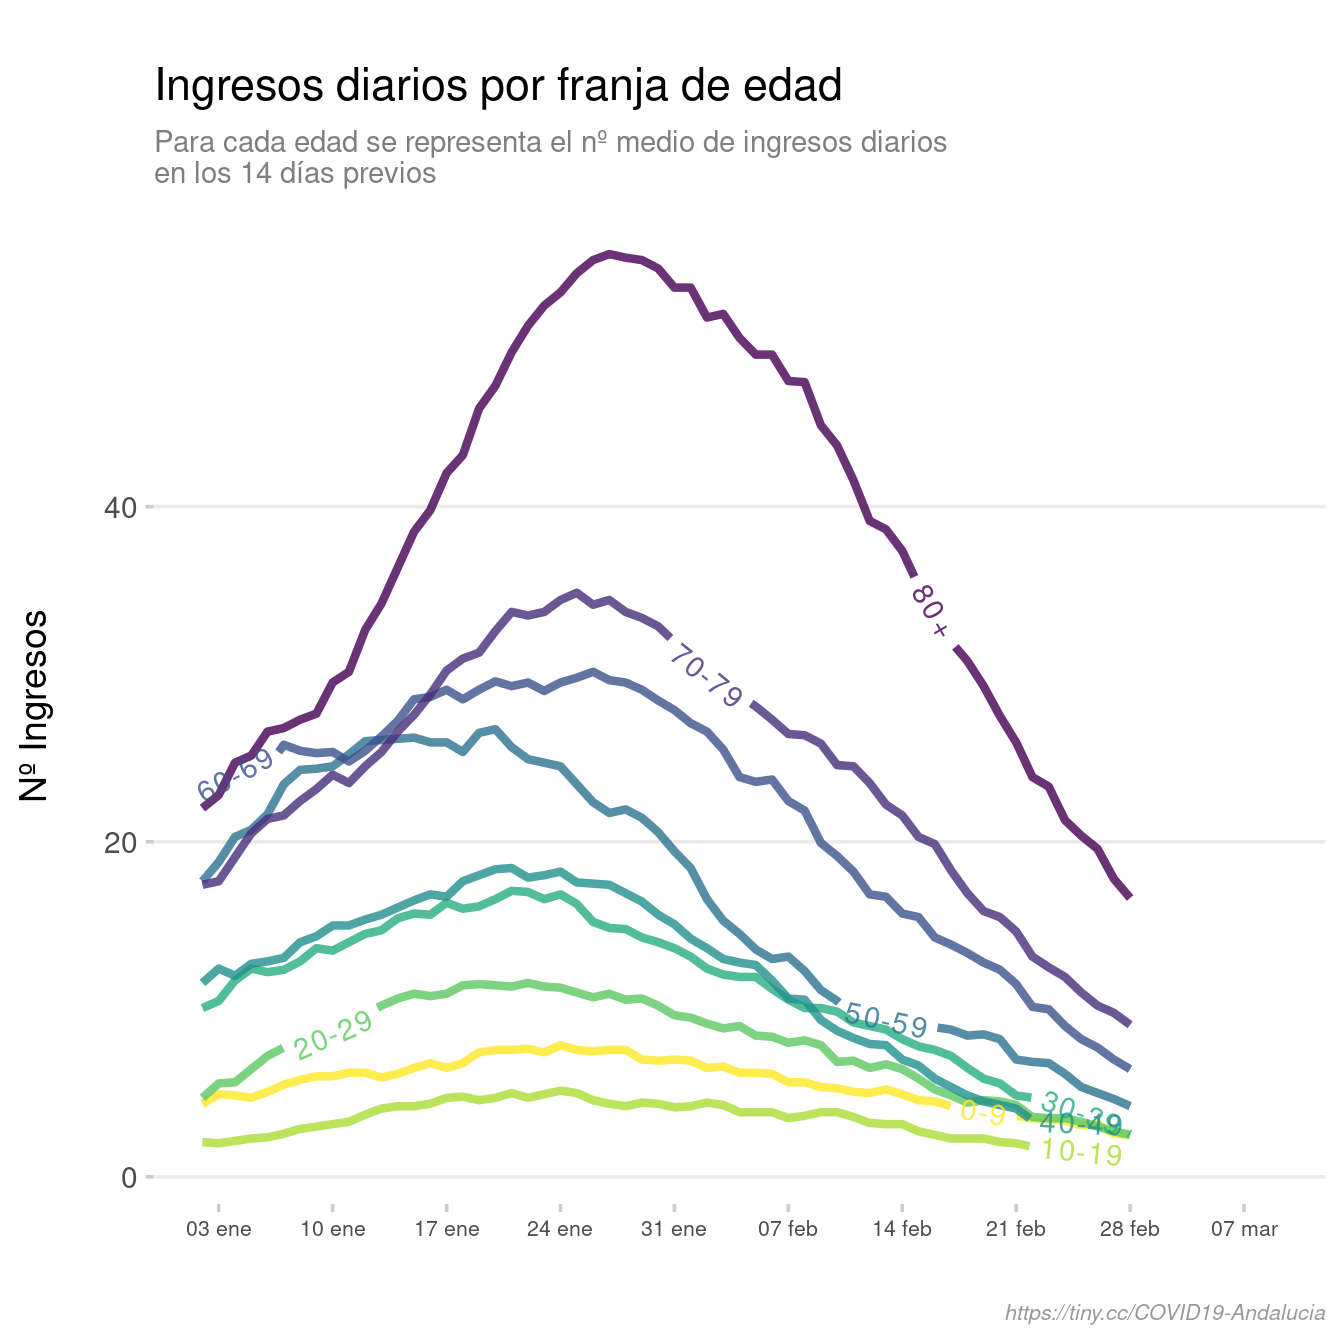 Ingresos diarios por franja de edad
Para cada edad se representa el nº medio de ingresos diarios
en los 14 días previos
Nº Ingresos
40
20
0
80+
70-79
60-69
50-59
20-29
30-39
0-9
40-49
10-19
03 ene
10 ene
17 ene
24 ene
31 ene
07 feb
14 feb
21 feb
28 feb
07 mar
https://tiny.cc/COVID19-Andalucia